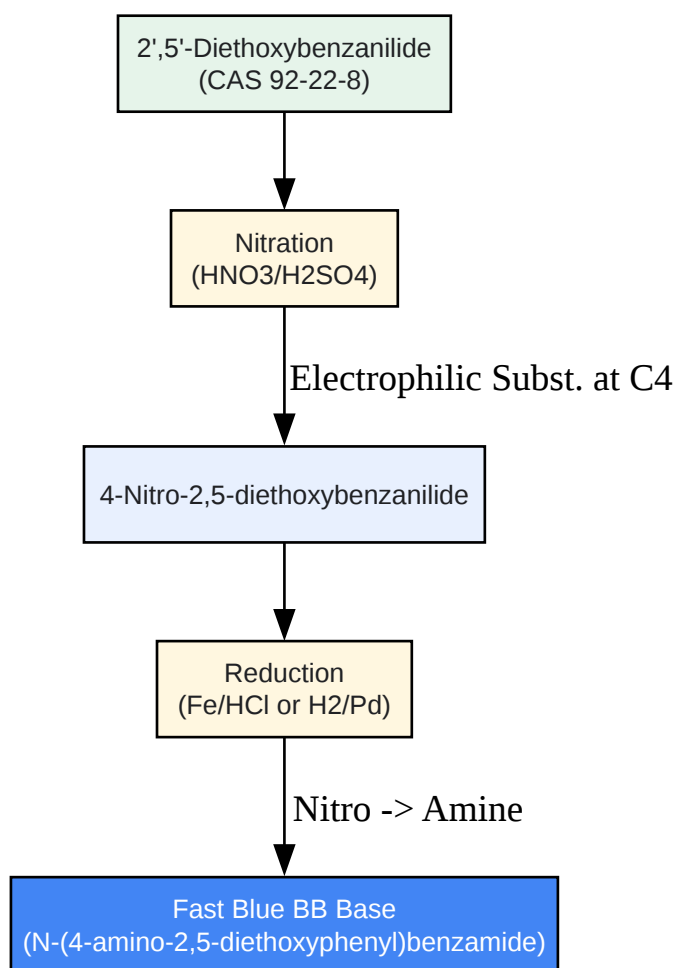 2',5'-Diethoxybenzanilide
(CAS 92-22-8)
Nitration
(HNO3/H2SO4)
Electrophilic Subst. at C4
4-Nitro-2,5-diethoxybenzanilide
Reduction
(Fe/HCl or H2/Pd)
Nitro -> Amine
Fast Blue BB Base
(N-(4-amino-2,5-diethoxyphenyl)benzamide)